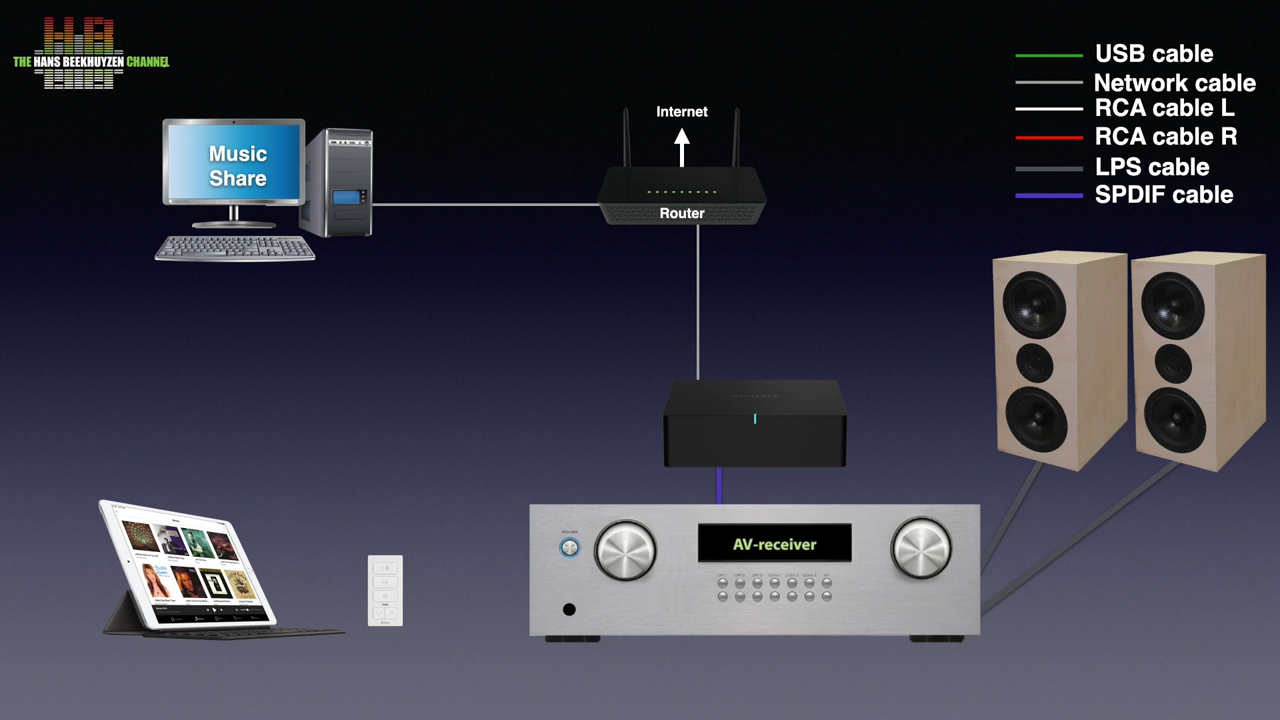 THE HANS BEEKHUYZEN CHANNEL
USB cable
Network cable
RCA cable L
RCA cable R
LPS cable
SPDIF cable
Internet
Music
Share
Router
AV-receiver